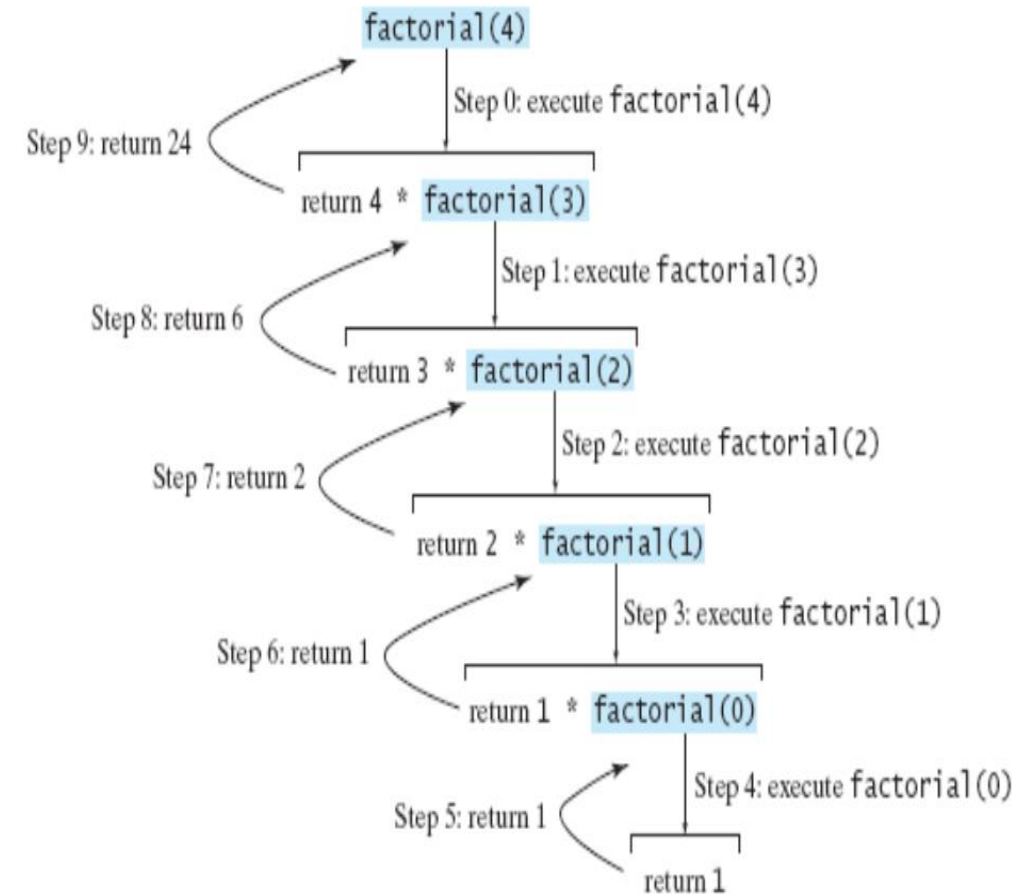 factorial(4)
Step 0: execute factorial(4)
Step 9: return 24
return 4 * factorial(3)
Step 1: execute factorial(3)
Step 8: return 6
return 3 * factorial(2)
Step 2: execute factorial(2)
Step 7: return 2
return 2 * factorial(1)
Step 3: execute factorial(1)
Step 6: return 1
return 1 * factorial(0)
Step 4: execute factorial(0)
Step 5: return 1
return 1